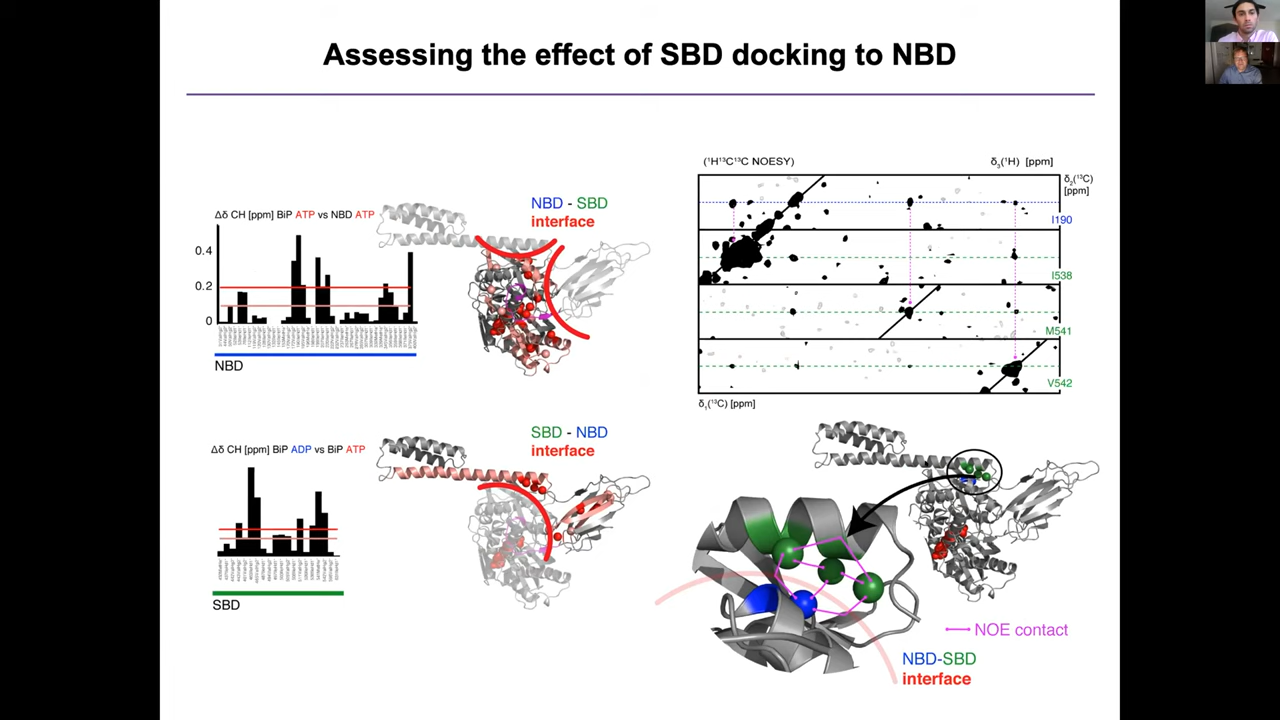 Assessing the effect of SBD docking to NBD
Δδ CH [ppm] BiP ATP vs NBD ATP
0.4
0.2
0
NBD
NBD - SBD
interface
(¹H¹³C¹³C NOESY)
δ₃(¹H) [ppm]
δ₂(¹³C)
[ppm]
I190
I538
M541
V542
δ₁(¹³C) [ppm]
Δδ CH [ppm] BiP ADP vs BiP ATP
SBD
SBD - NBD
interface
NOE contact
NBD-SBD
interface